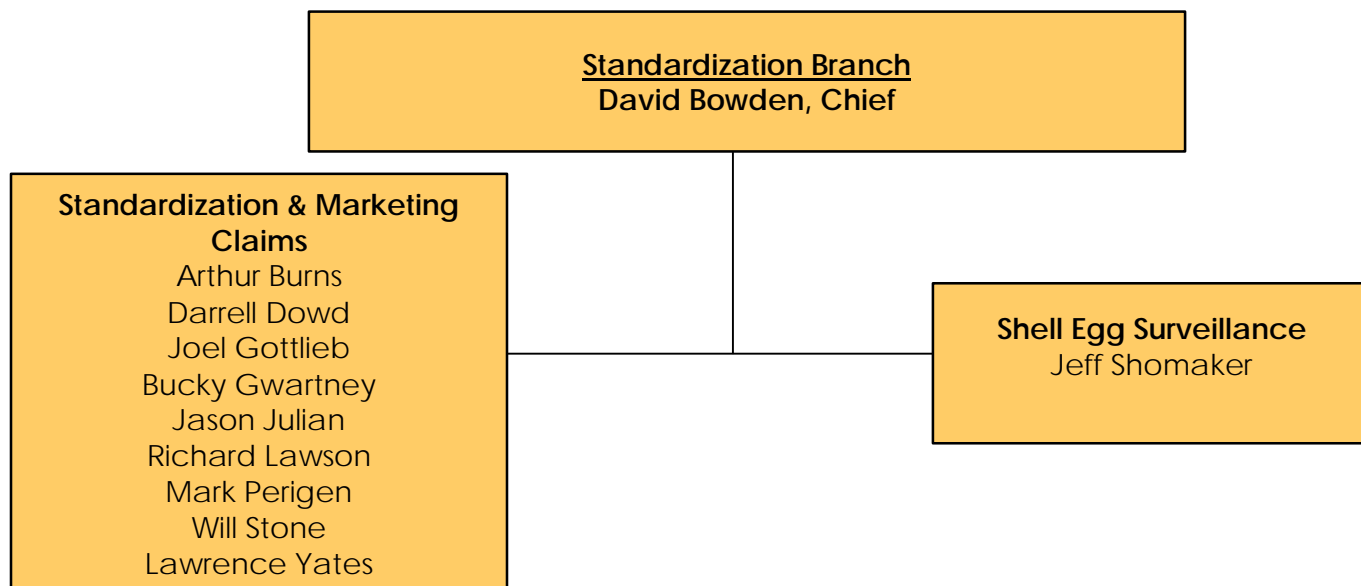 Standardization Branch
David Bowden, Chief
Standardization & Marketing
Claims
Arthur Burns
Darrell Dowd
Joel Gottlieb
Bucky Gwartney
Jason Julian
Richard Lawson
Mark Perigen
Will Stone
Lawrence Yates
Shell Egg Surveillance
Jeff Shomaker